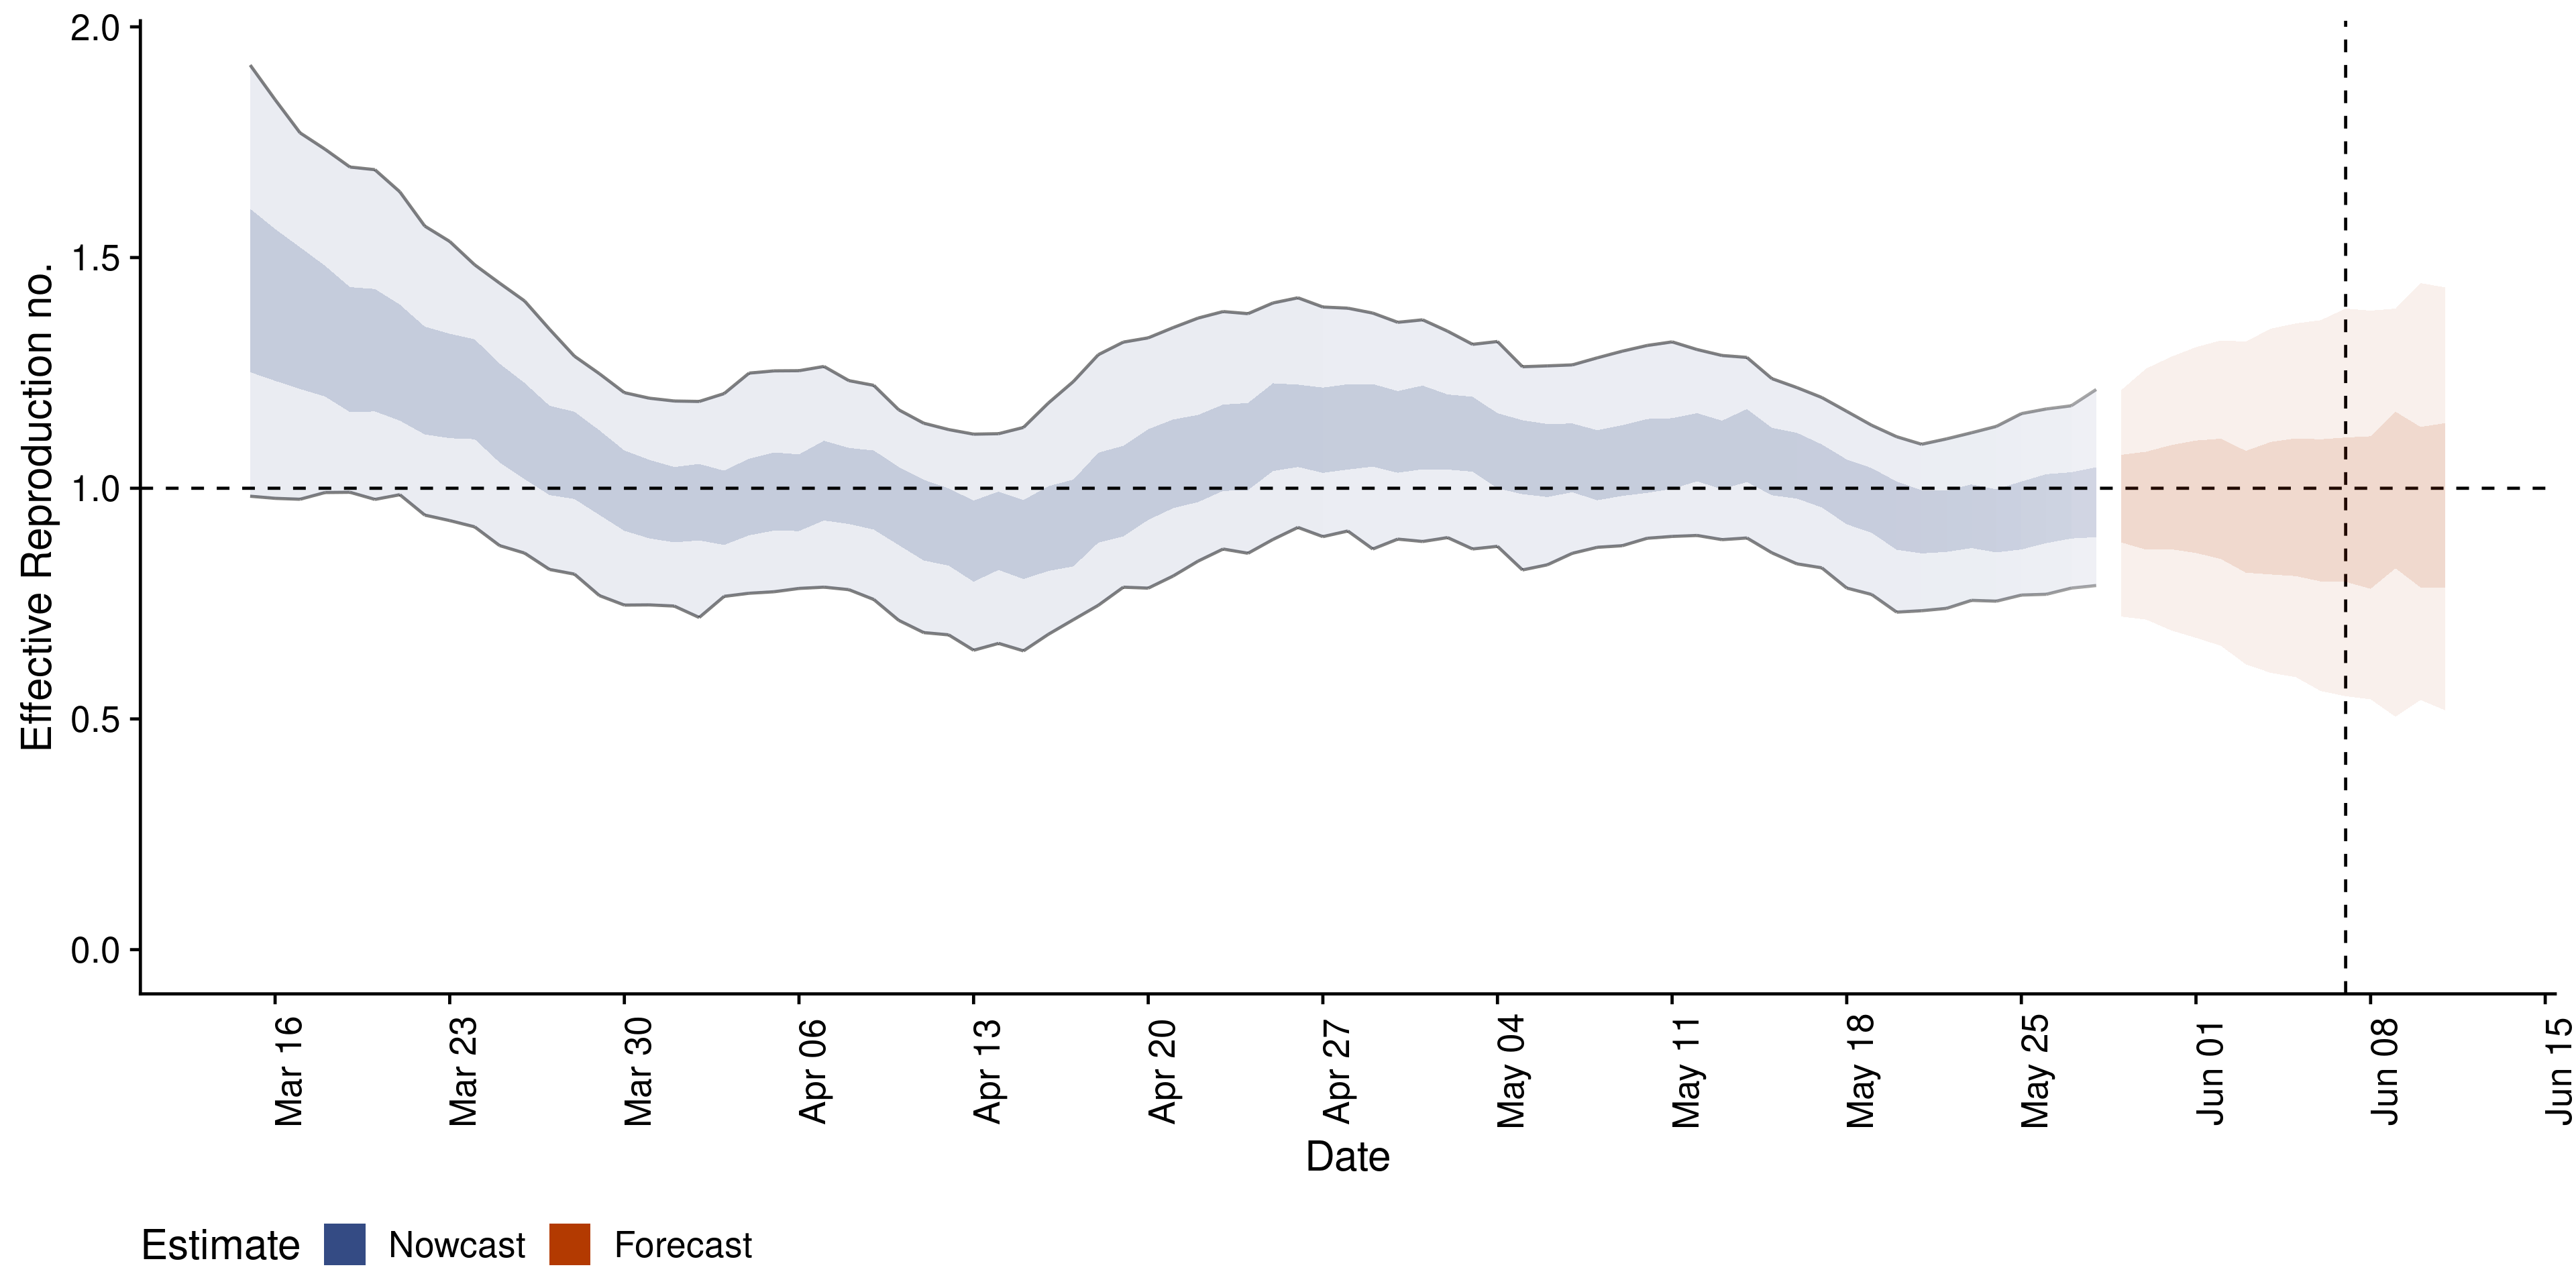 Effective Reproduction no.
2.0
1.5
1.0
0.5
0.0
Mar 16
Mar 23
Mar 30
Apr 06
Apr 13
Apr 20
Apr 27
May 04
May 11
May 18
May 25
Jun 01
Jun 08
Jun 15
Date
Estimate Nowcast Forecast